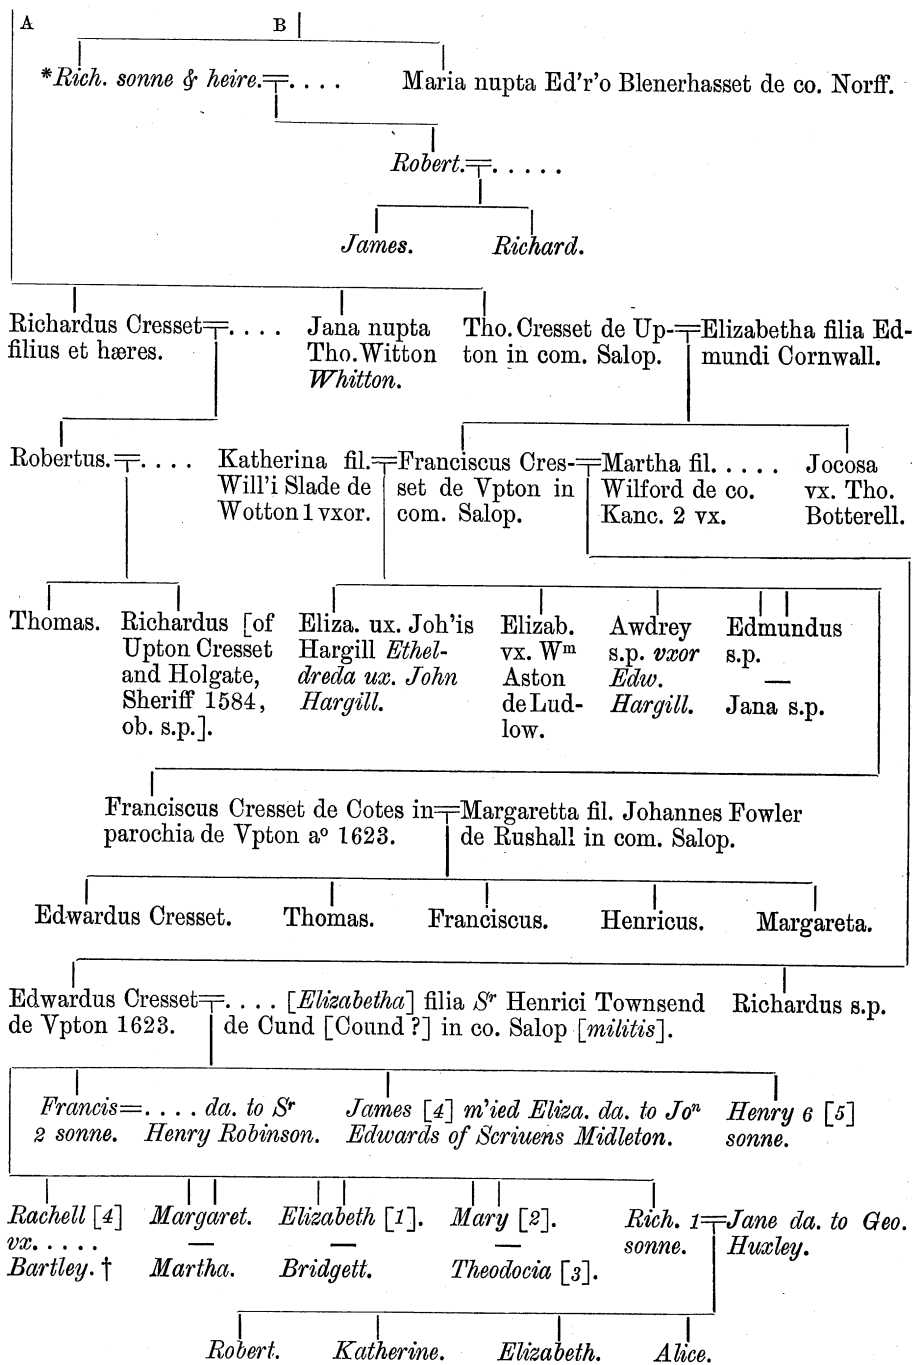 A B
*Rich. sonne & heire.=. . . . Maria nupta Ed'r'o Blenerhasset de co. Norff.
Robert.=. . . . .
James. Richard.
Richardus Cresset=. . . .
filius et hæres.
Jana nupta
Tho. Witton
Whitton.
Tho. Cresset de Up-
ton in com. Salop.
=Elizabetha filia Ed-
mundi Cornwall.
Robertus.=. . . .
Katherina fil.
Will'i Slade de
Wotton 1 vxor.
=Franciscus Cres-
set de Vpton in
com. Salop.
=Martha fil. . . . . .
Wilford de co.
Kanc. 2 vx.
Jocosa
vx. Tho.
Botterell.
Thomas.
Richardus [of
Upton Cresset
and Holgate,
Sheriff 1584,
ob. s.p.].
Eliza. ux. Joh'is
Hargill Ethel-
dreda ux. John
Hargill.
Elizab.
vx. Wᵐ
Aston
de Lud-
low.
Awdrey
s.p. vxor
Edw.
Hargill.
Edmundus
s.p.
—
Jana s.p.
Franciscus Cresset de Cotes in
parochia de Vpton aº 1623.
=Margaretta fil. Johannes Fowler
de Rushall in com. Salop.
Edwardus Cresset. Thomas. Franciscus. Henricus. Margareta.
Edwardus Cresset
de Vpton 1623.
=. . . . [Elizabetha] filia Sʳ Henrici Townsend
de Cund [Cound ?] in co. Salop [militis].
Richardus s.p.
Francis=. . . . da. to Sʳ
2 sonne. Henry Robinson.
James [4] m'ied Eliza. da. to Joⁿ
Edwards of Scriuens Midleton.
Henry 6 [5]
sonne.
Rachell [4]
vx. . . . .
Bartley. †
Margaret.
—
Martha.
Elizabeth [1].
—
Bridgett.
Mary [2].
—
Theodocia [3].
Rich. 1
sonne.
=Jane da. to Geo.
Huxley.
Robert. Katherine. Elizabeth. Alice.